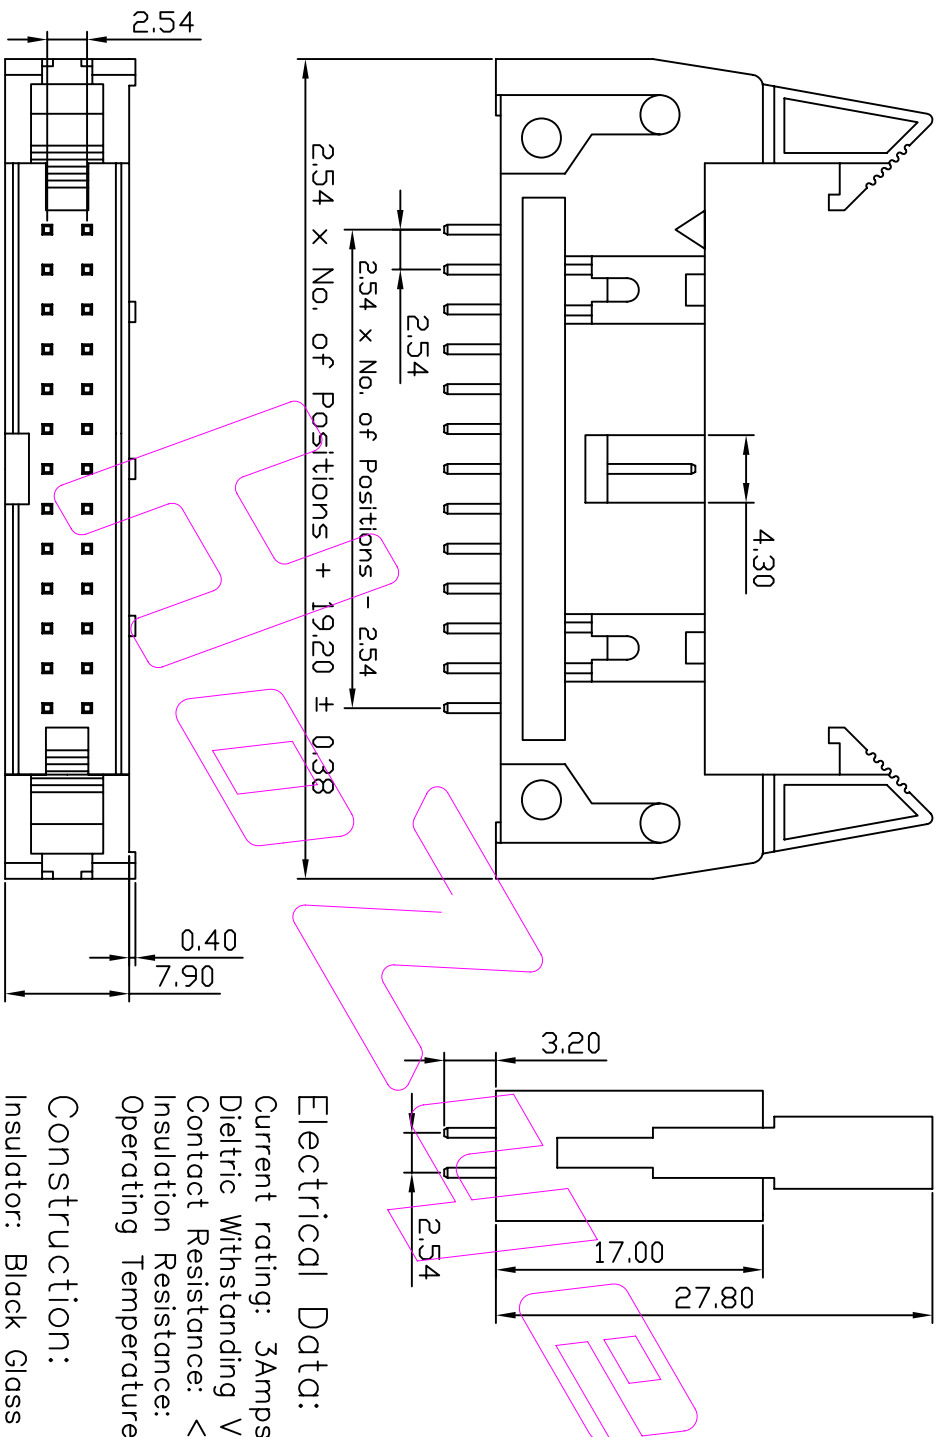 2.54
2.54 x No. of Positions + 19.20 ± 0.38
2.54 x No. of Positions - 2.54
2.54
4.30
0.40
7.90
3.20
2.54
17.00
27.80
Electrical Data:
Current rating: 3Amps
Dieltric Withstanding V
Contact Resistance: <
Insulation Resistance:
Operating Temperature
Construction:
Insulator: Black Glass